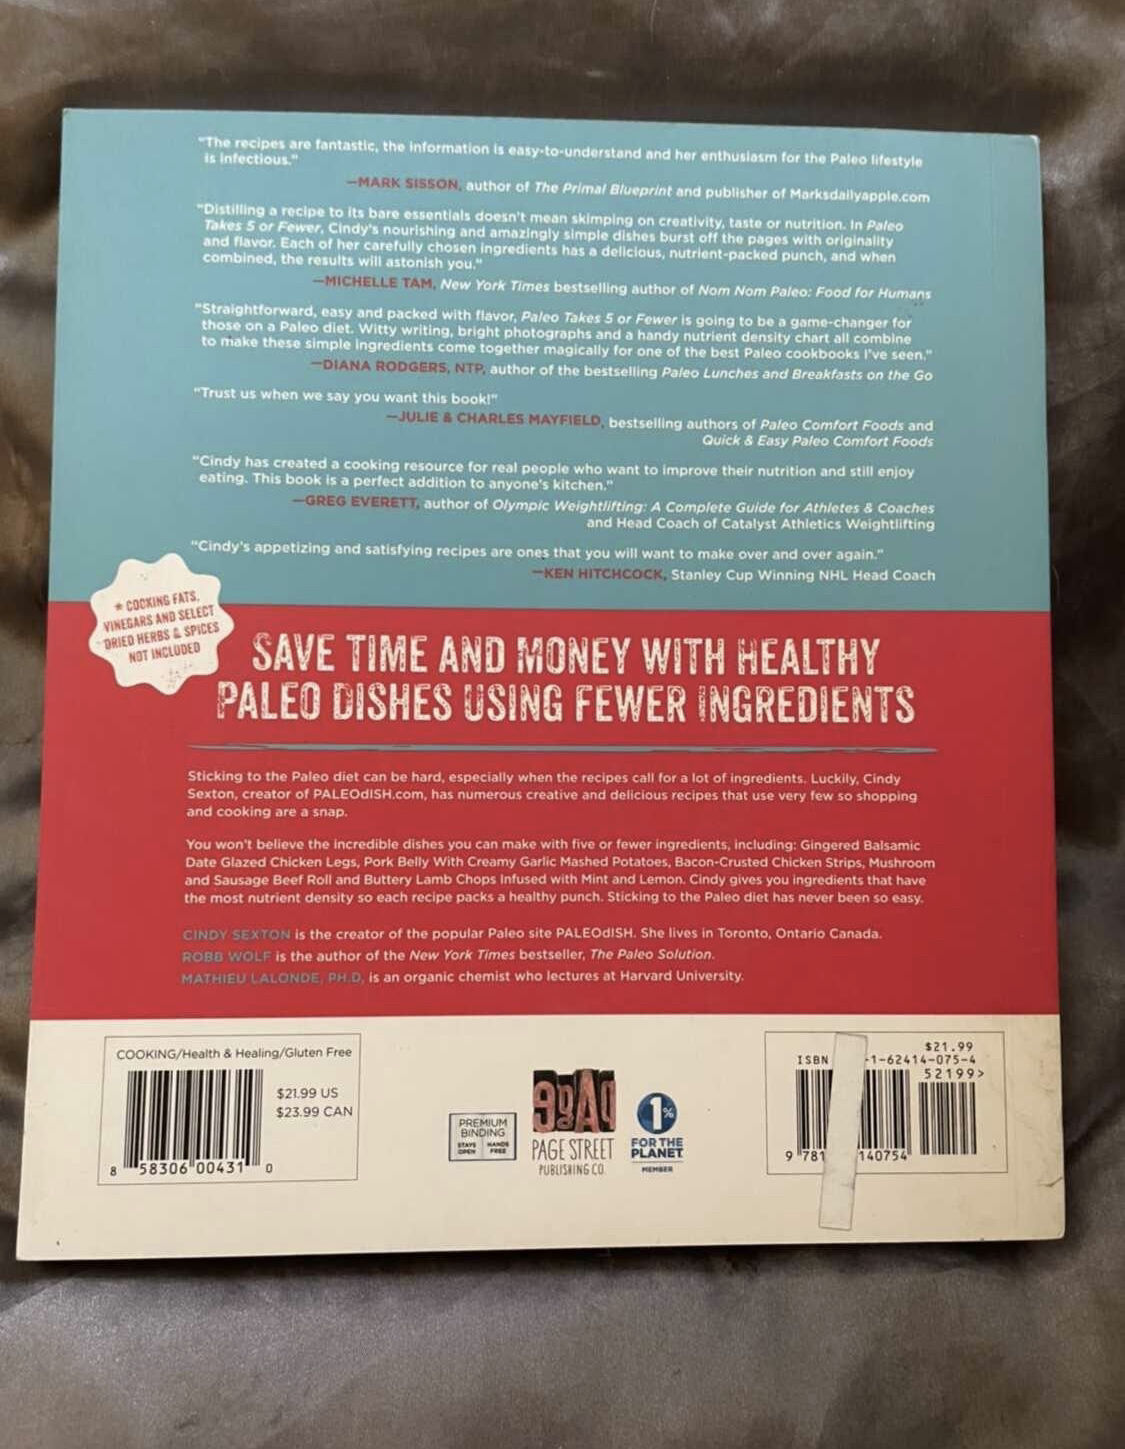 "The recipes are fantastic, the information is easy-to-understand and her enthusiasm for the Paleo lifestyle
is infectious."
—MARK SISSON, author of The Primal Blueprint and publisher of Marksdailyapple.com
"Distilling a recipe to its bare essentials doesn't mean skimping on creativity, taste or nutrition. In Paleo
Takes 5 or Fewer, Cindy's nourishing and amazingly simple dishes burst off the pages with originality
and flavor. Each of her carefully chosen ingredients has a delicious, nutrient-packed punch, and when
combined, the results will astonish you."
—MICHELLE TAM, New York Times bestselling author of Nom Nom Paleo: Food for Humans
"Straightforward, easy and packed with flavor, Paleo Takes 5 or Fewer is going to be a game-changer for
those on a Paleo diet. Witty writing, bright photographs and a handy nutrient density chart all combine
to make these simple ingredients come together magically for one of the best Paleo cookbooks I've seen."
—DIANA RODGERS, NTP, author of the bestselling Paleo Lunches and Breakfasts on the Go
"Trust us when we say you want this book!"
—JULIE & CHARLES MAYFIELD, bestselling authors of Paleo Comfort Foods and
Quick & Easy Paleo Comfort Foods
"Cindy has created a cooking resource for real people who want to improve their nutrition and still enjoy
eating. This book is a perfect addition to anyone's kitchen."
—GREG EVERETT, author of Olympic Weightlifting: A Complete Guide for Athletes & Coaches
and Head Coach of Catalyst Athletics Weightlifting
"Cindy's appetizing and satisfying recipes are ones that you will want to make over and over again."
—KEN HITCHCOCK, Stanley Cup Winning NHL Head Coach
* COOKING FATS,
VINEGARS AND SELECT
DRIED HERBS & SPICES
NOT INCLUDED
SAVE TIME AND MONEY WITH HEALTHY
PALEO DISHES USING FEWER INGREDIENTS
Sticking to the Paleo diet can be hard, especially when the recipes call for a lot of ingredients. Luckily, Cindy
Sexton, creator of PALEOdISH.com, has numerous creative and delicious recipes that use very few so shopping
and cooking are a snap.
You won't believe the incredible dishes you can make with five or fewer ingredients, including: Gingered Balsamic
Date Glazed Chicken Legs, Pork Belly With Creamy Garlic Mashed Potatoes, Bacon-Crusted Chicken Strips, Mushroom
and Sausage Beef Roll and Buttery Lamb Chops Infused with Mint and Lemon. Cindy gives you ingredients that have
the most nutrient density so each recipe packs a healthy punch. Sticking to the Paleo diet has never been so easy.
CINDY SEXTON is the creator of the popular Paleo site PALEOdISH. She lives in Toronto, Ontario Canada.
ROBB WOLF is the author of the New York Times bestseller, The Paleo Solution.
MATHIEU LALONDE, PH.D, is an organic chemist who lectures at Harvard University.
COOKING/Health & Healing/Gluten Free
$21.99 US
$23.99 CAN
8 58306 00431 0
PREMIUM
BINDING
STAYS OPEN HANDS FREE
PAGE STREET
PUBLISHING CO.
1%
FOR THE
PLANET
MEMBER
$21.99
ISBN -1-62414-075-4
52199>
9 781 140754